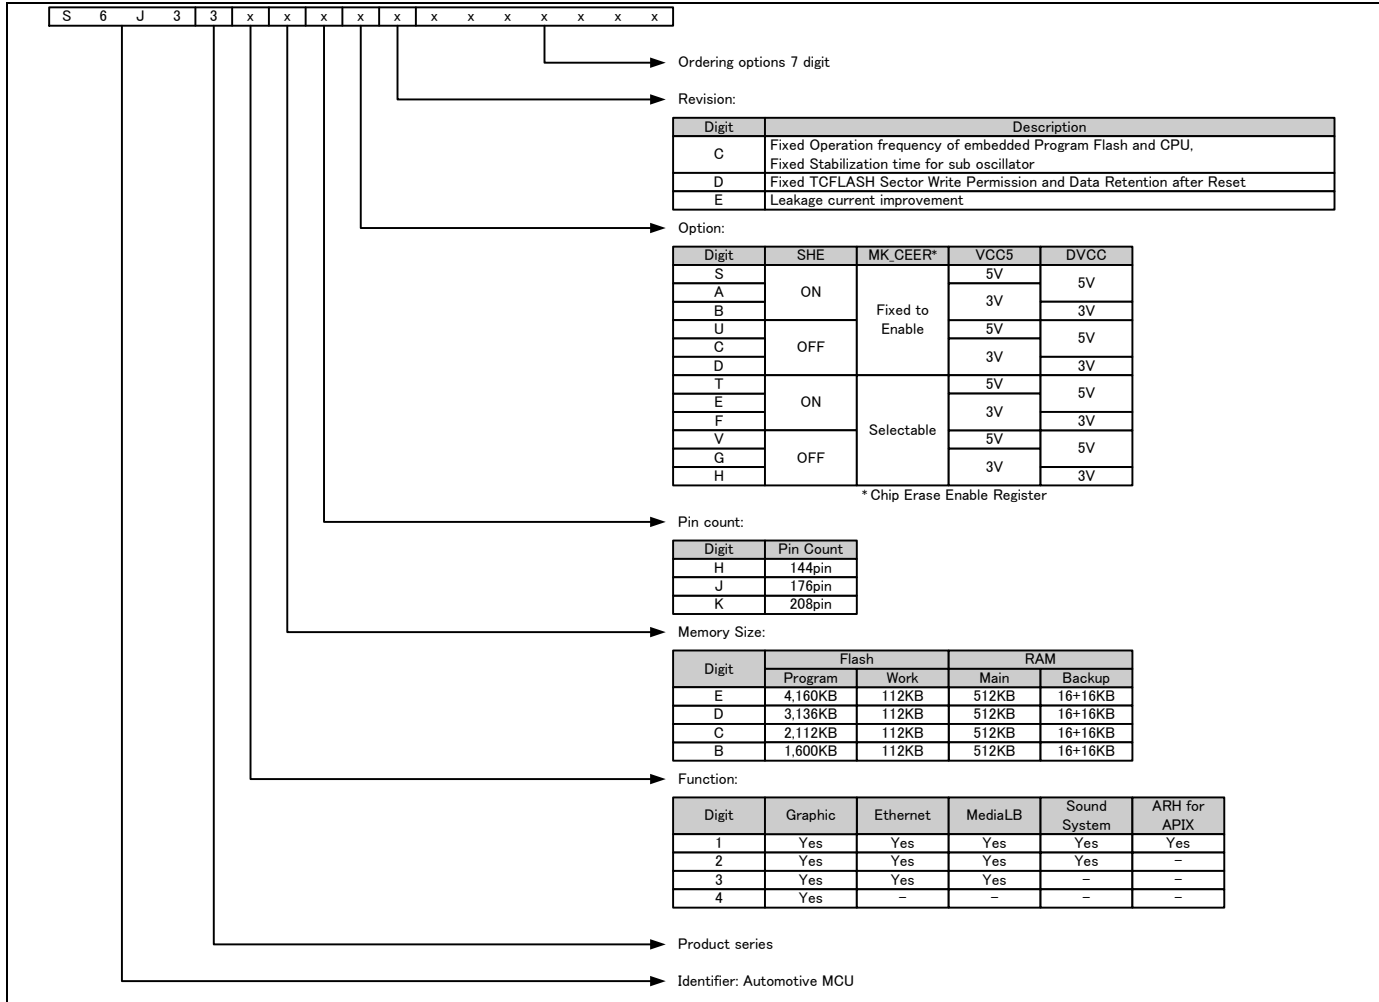 S 6 J 3 3 x x x x x x x x x x x x
Ordering options 7 digit
Revision:
Digit Description
C Fixed Operation frequency of embedded Program Flash and CPU,
Fixed Stabilization time for sub oscillator
D Fixed TCFLASH Sector Write Permission and Data Retention after Reset
E Leakage current improvement
Option:
Digit SHE MK_CEER* VCC5 DVCC
S ON Fixed to Enable 5V 5V
A 3V
B 3V
U OFF 5V 5V
C 3V
D 3V
T ON Selectable 5V 5V
E 3V
F 3V
V OFF 5V 5V
G 3V
H 3V
* Chip Erase Enable Register
Pin count:
Digit Pin Count
H 144pin
J 176pin
K 208pin
Memory Size:
Digit Flash RAM
Program Work Main Backup
E 4,160KB 112KB 512KB 16+16KB
D 3,136KB 112KB 512KB 16+16KB
C 2,112KB 112KB 512KB 16+16KB
B 1,600KB 112KB 512KB 16+16KB
Function:
Digit Graphic Ethernet MediaLB Sound System ARH for APIX
1 Yes Yes Yes Yes Yes
2 Yes Yes Yes Yes -
3 Yes Yes Yes - -
4 Yes - - - -
Product series
Identifier: Automotive MCU